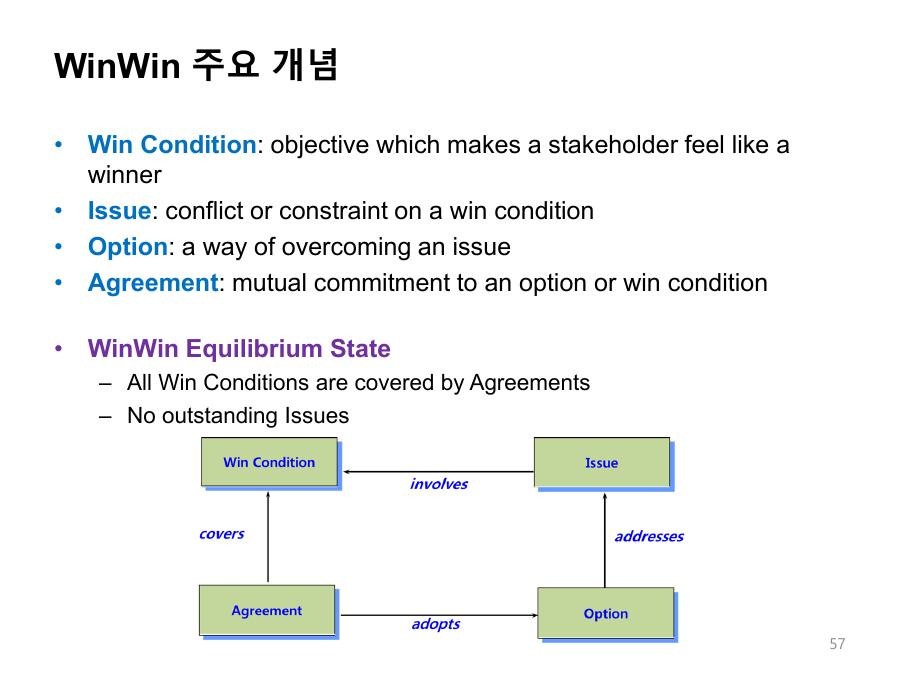 WinWin 주요 개념
• Win Condition: objective which makes a stakeholder feel like a
winner
• Issue: conflict or constraint on a win condition
• Option: a way of overcoming an issue
• Agreement: mutual commitment to an option or win condition
• WinWin Equilibrium State
– All Win Conditions are covered by Agreements
– No outstanding Issues
Win Condition
Issue
involves
covers
addresses
Agreement
Option
adopts
57